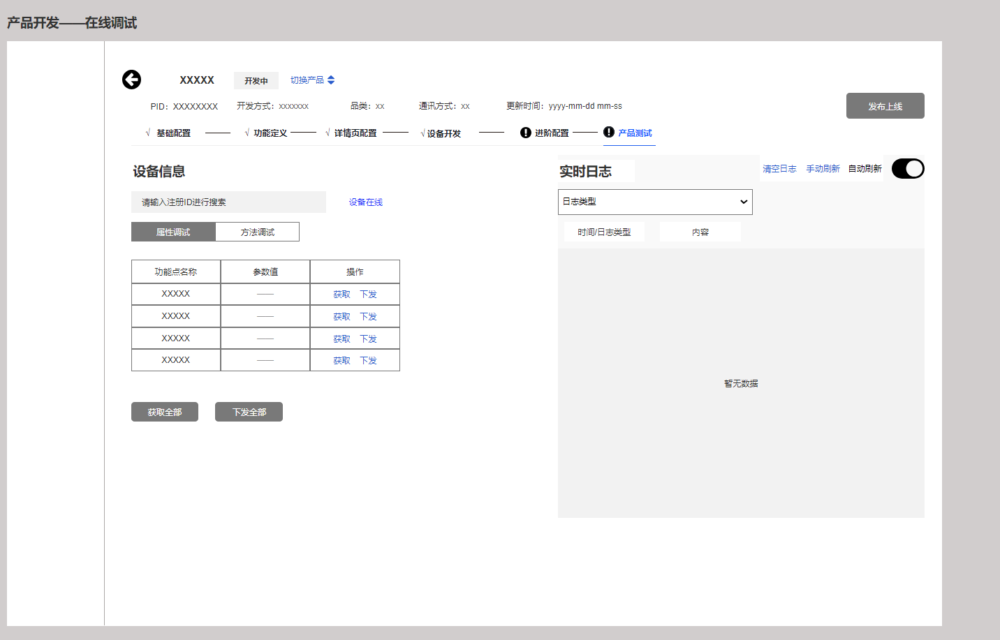 产品开发——在线调试
XXXXX 开发中 切换产品
PID：XXXXXXXX 开发方式：xxxxxxx 品类：xx 通讯方式：xx 更新时间：yyyy-mm-dd mm-ss
发布上线
√ 基础配置 √ 功能定义 √ 详情页配置 √设备开发 进阶配置 产品测试
设备信息
请输入注册ID进行搜索 设备在线
属性调试 方法调试
功能点名称 参数值 操作
XXXXX —— 获取 下发
XXXXX —— 获取 下发
XXXXX —— 获取 下发
XXXXX —— 获取 下发
获取全部 下发全部
实时日志 清空日志 手动刷新 自动刷新
日志类型
时间/日志类型 内容
暂无数据